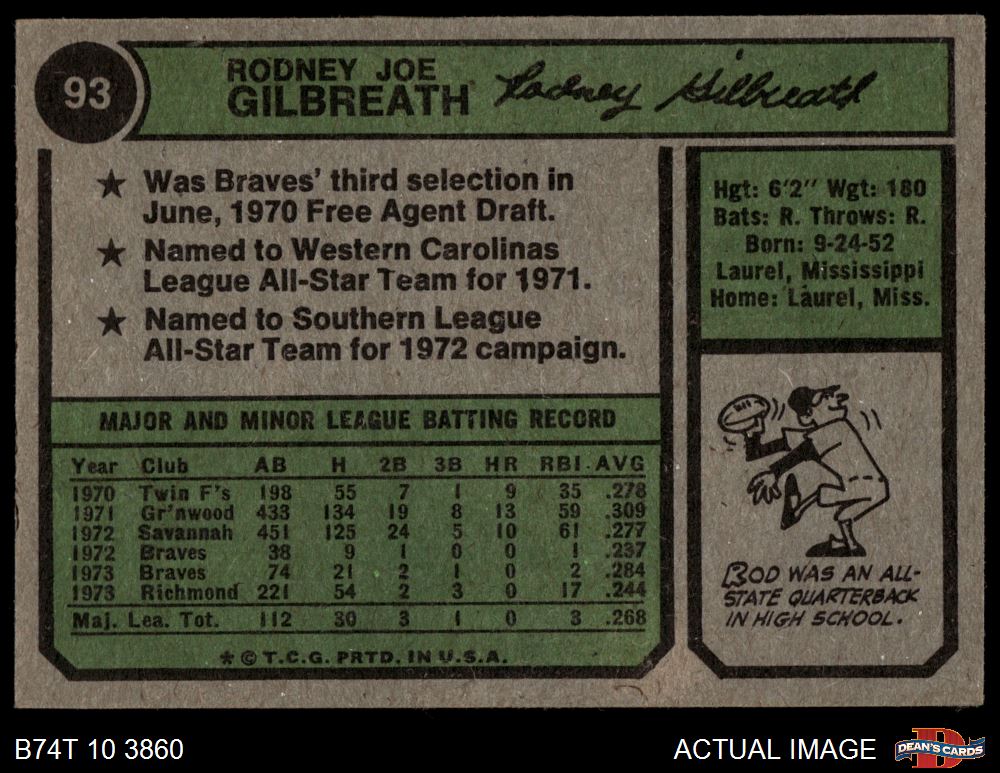 93
RODNEY JOE
GILBREATH
Rodney Gilbreath
★ Was Braves' third selection in
June, 1970 Free Agent Draft.
★ Named to Western Carolinas
League All-Star Team for 1971.
★ Named to Southern League
All-Star Team for 1972 campaign.
Hgt: 6'2" Wgt: 180
Bats: R. Throws: R.
Born: 9-24-52
Laurel, Mississippi
Home: Laurel, Miss.
MAJOR AND MINOR LEAGUE BATTING RECORD
Year Club AB H 2B 3B HR RBI AVG
1970 Twin F's 198 55 7 1 9 35 .278
1971 Gr'nwood 433 134 19 8 13 59 .309
1972 Savannah 451 125 24 5 10 61 .277
1972 Braves 38 9 1 0 0 1 .237
1973 Braves 74 21 2 1 0 2 .284
1973 Richmond 221 54 2 3 0 17 .244
Maj. Lea. Tot. 112 30 3 1 0 3 .268
* © T.C.G. PRTD. IN U.S.A.
ROD WAS AN ALL-
STATE QUARTERBACK
IN HIGH SCHOOL.
B74T 10 3860
ACTUAL IMAGE
DEAN'S CARDS